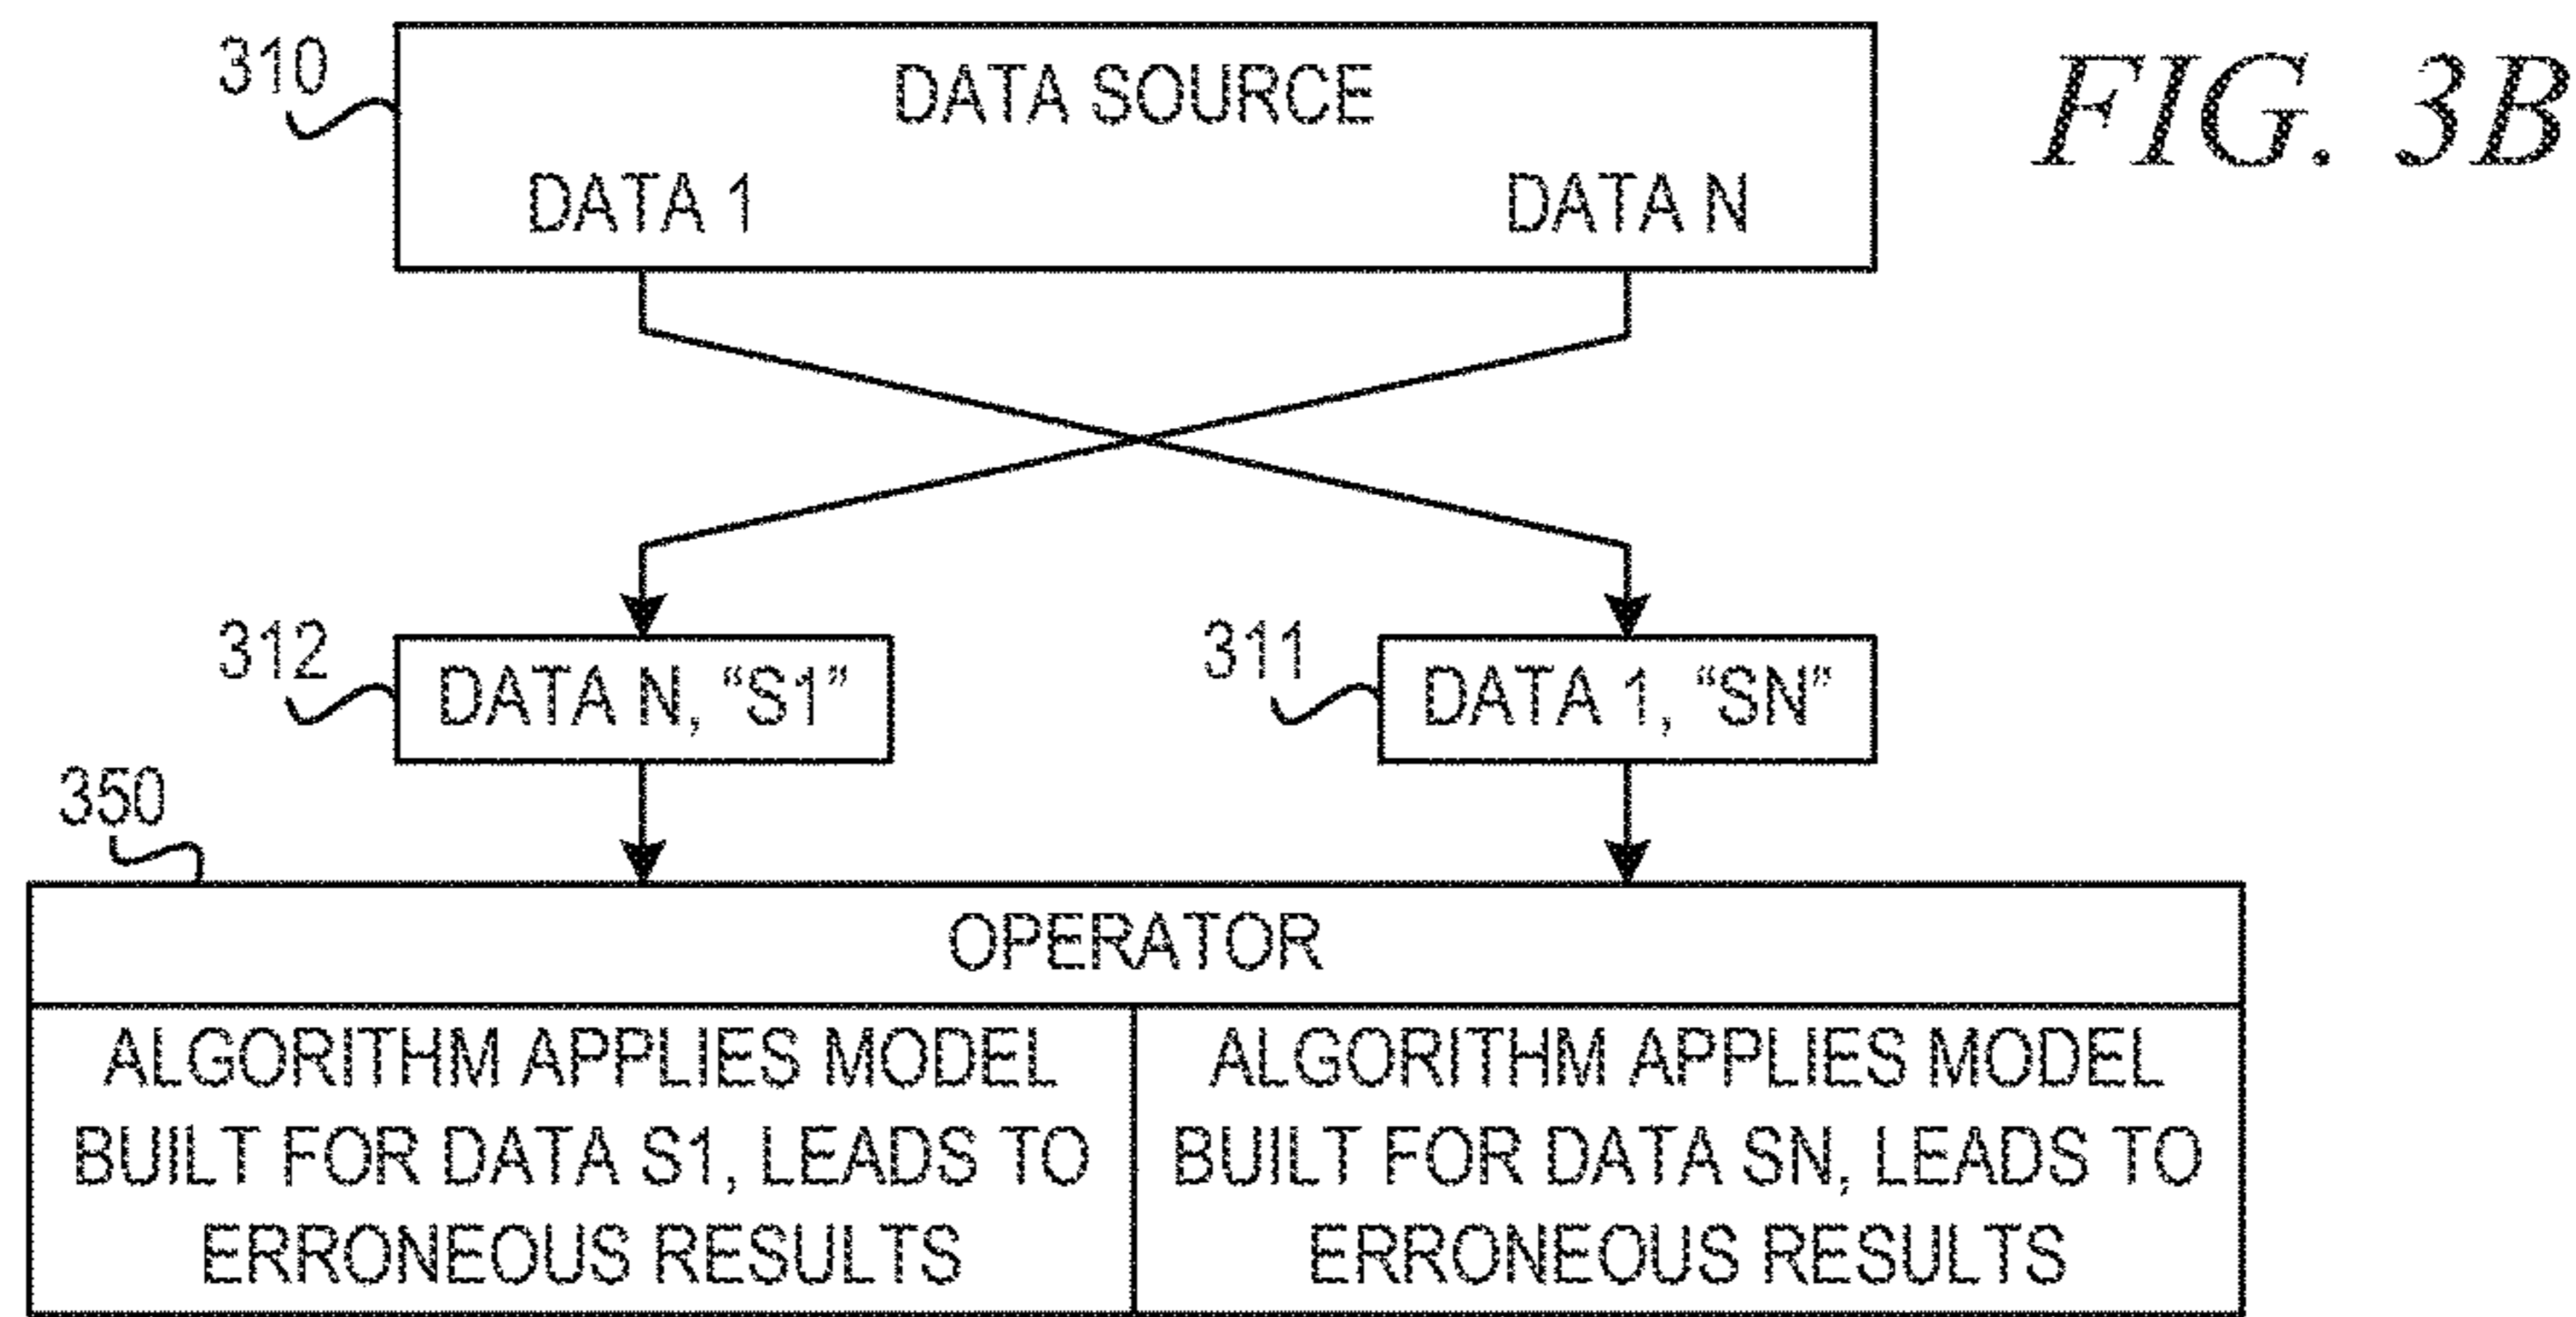 310
DATA SOURCE
FIG. 3B
DATA 1
DATA N
312
DATA N, “S1”
311
DATA 1, “SN”
350
OPERATOR
ALGORITHM APPLIES MODEL
BUILT FOR DATA S1, LEADS TO
ERRONEOUS RESULTS
ALGORITHM APPLIES MODEL
BUILT FOR DATA SN, LEADS TO
ERRONEOUS RESULTS